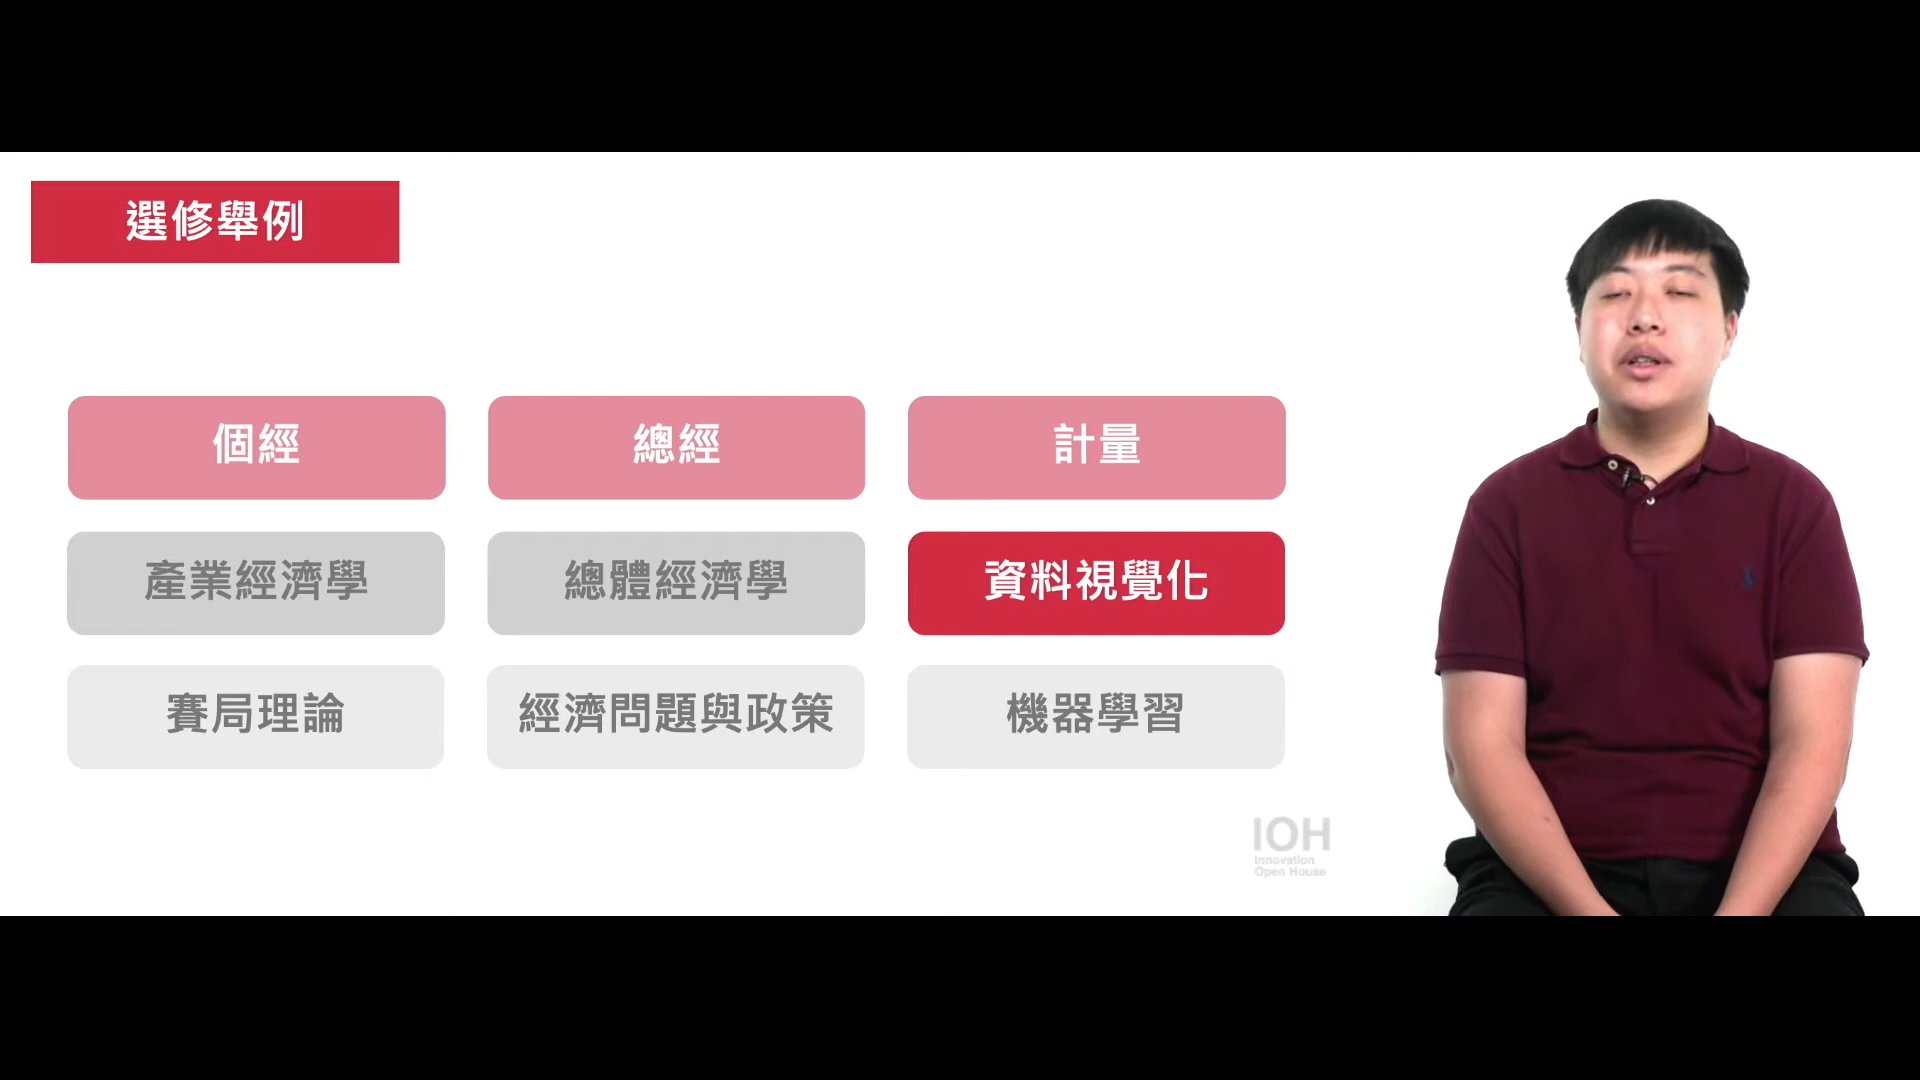 選修舉例
個經
總經
計量
產業經濟學
總體經濟學
資料視覺化
賽局理論
經濟問題與政策
機器學習
IOH
Innovation
Open House